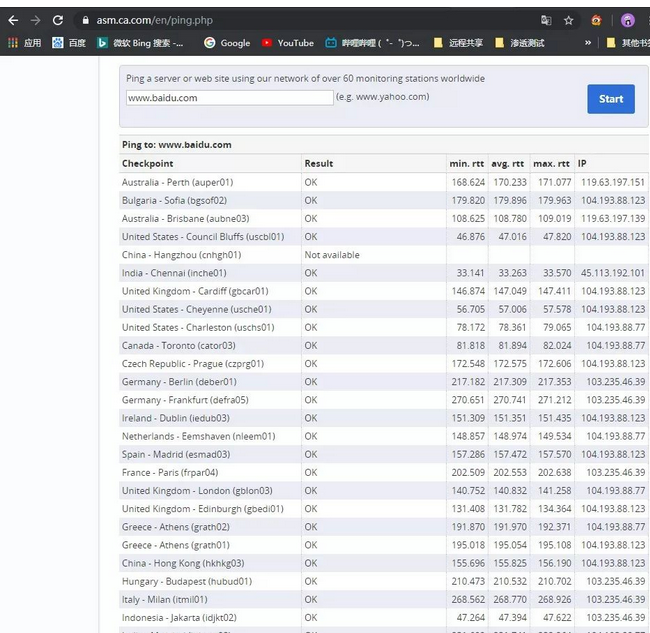 asm.ca.com/en/ping.php
应用 百度 微软 Bing 搜索 -... Google YouTube 哔哩哔哩 ( ゜- ゜)つ... 远程共享 渗透测试 » 其他书签
Ping a server or web site using our network of over 60 monitoring stations worldwide
www.baidu.com (e.g. www.yahoo.com) Start
Ping to: www.baidu.com
Checkpoint Result min. rtt avg. rtt max. rtt IP
Australia - Perth (auper01) OK 168.624 170.233 171.077 119.63.197.151
Bulgaria - Sofia (bgsof02) OK 179.820 179.896 179.963 104.193.88.123
Australia - Brisbane (aubne03) OK 108.625 108.780 109.019 119.63.197.139
United States - Council Bluffs (uscbl01) OK 46.876 47.016 47.820 104.193.88.123
China - Hangzhou (cnhgh01) Not available
India - Chennai (inche01) OK 33.141 33.263 33.570 45.113.192.101
United Kingdom - Cardiff (gbcar01) OK 146.874 147.049 147.411 104.193.88.123
United States - Cheyenne (usche01) OK 56.705 57.006 57.578 104.193.88.123
United States - Charleston (uschs01) OK 78.172 78.361 79.065 104.193.88.77
Canada - Toronto (cator03) OK 81.818 81.894 82.024 104.193.88.77
Czech Republic - Prague (czprg01) OK 172.548 172.575 172.606 104.193.88.123
Germany - Berlin (deber01) OK 217.182 217.309 217.353 103.235.46.39
Germany - Frankfurt (defra05) OK 270.651 270.741 271.212 103.235.46.39
Ireland - Dublin (iedub03) OK 151.309 151.351 151.435 104.193.88.123
Netherlands - Eemshaven (nleem01) OK 148.857 148.974 149.534 104.193.88.77
Spain - Madrid (esmad03) OK 157.286 157.472 157.570 104.193.88.123
France - Paris (frpar04) OK 202.509 202.553 202.638 103.235.46.39
United Kingdom - London (gblon03) OK 140.752 140.832 141.258 104.193.88.77
United Kingdom - Edinburgh (gbedi01) OK 131.408 131.782 134.364 104.193.88.123
Greece - Athens (grath02) OK 191.870 191.970 192.371 104.193.88.77
Greece - Athens (grath01) OK 195.018 195.054 195.108 104.193.88.123
China - Hong Kong (hkhkg03) OK 155.696 155.825 156.190 104.193.88.123
Hungary - Budapest (hubud01) OK 210.473 210.532 210.702 103.235.46.39
Italy - Milan (itmil01) OK 268.562 268.770 268.926 103.235.46.39
Indonesia - Jakarta (idjkt02) OK 47.264 47.394 47.622 103.235.46.39